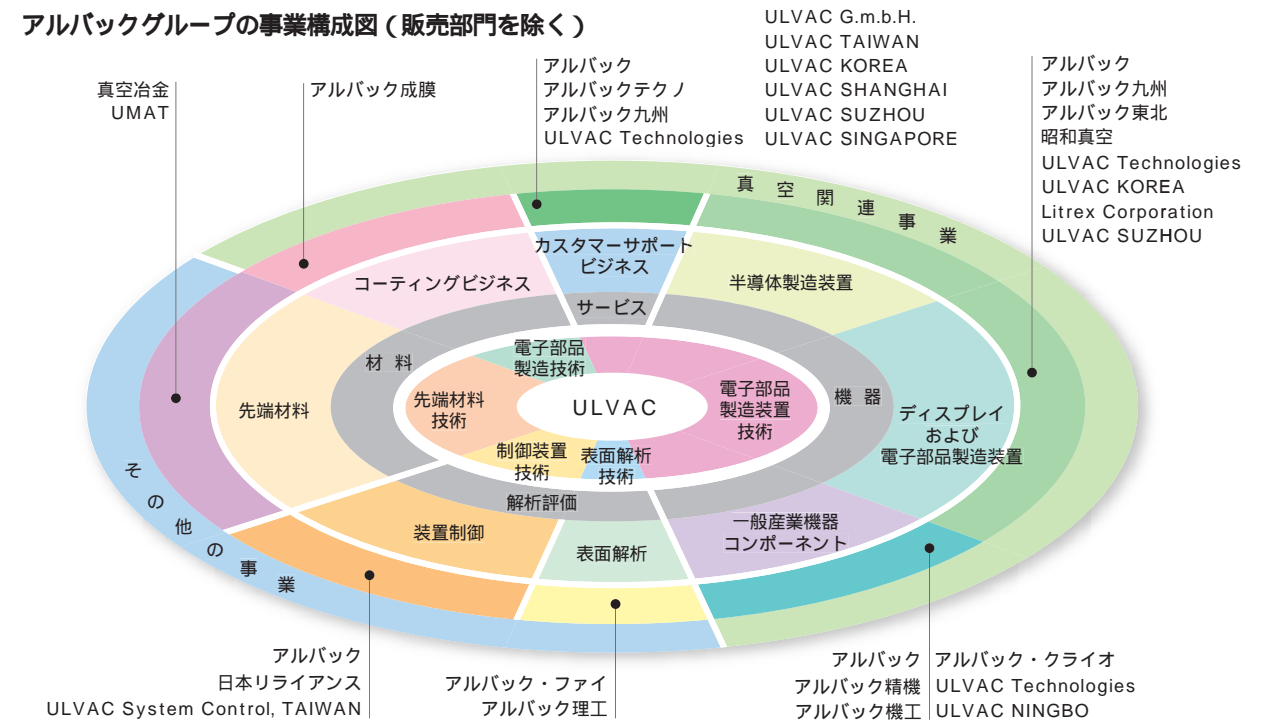 アルバックグループの事業構成図（販売部門を除く）
真空冶金
UMAT
アルバック成膜
アルバック
アルバックテクノ
アルバック九州
ULVAC Technologies
ULVAC G.m.b.H.
ULVAC TAIWAN
ULVAC KOREA
ULVAC SHANGHAI
ULVAC SUZHOU
ULVAC SINGAPORE
アルバック
アルバック九州
アルバック東北
昭和真空
ULVAC Technologies
ULVAC KOREA
Litrex Corporation
ULVAC SUZHOU
真空関連事業
カスタマーサポート
ビジネス
コーティングビジネス
半導体製造装置
サービス
材料
電子部品
製造技術
先端材料
先端材料
技術
ULVAC
電子部品
製造装置
技術
機器
ディスプレイ
および
電子部品製造装置
制御装置
技術
表面解析
技術
解析評価
装置制御
表面解析
一般産業機器
コンポーネント
その他の事業
アルバック
日本リライアンス
ULVAC System Control, TAIWAN
アルバック・ファイ
アルバック理工
アルバック
アルバック精機
アルバック機工
アルバック・クライオ
ULVAC Technologies
ULVAC NINGBO